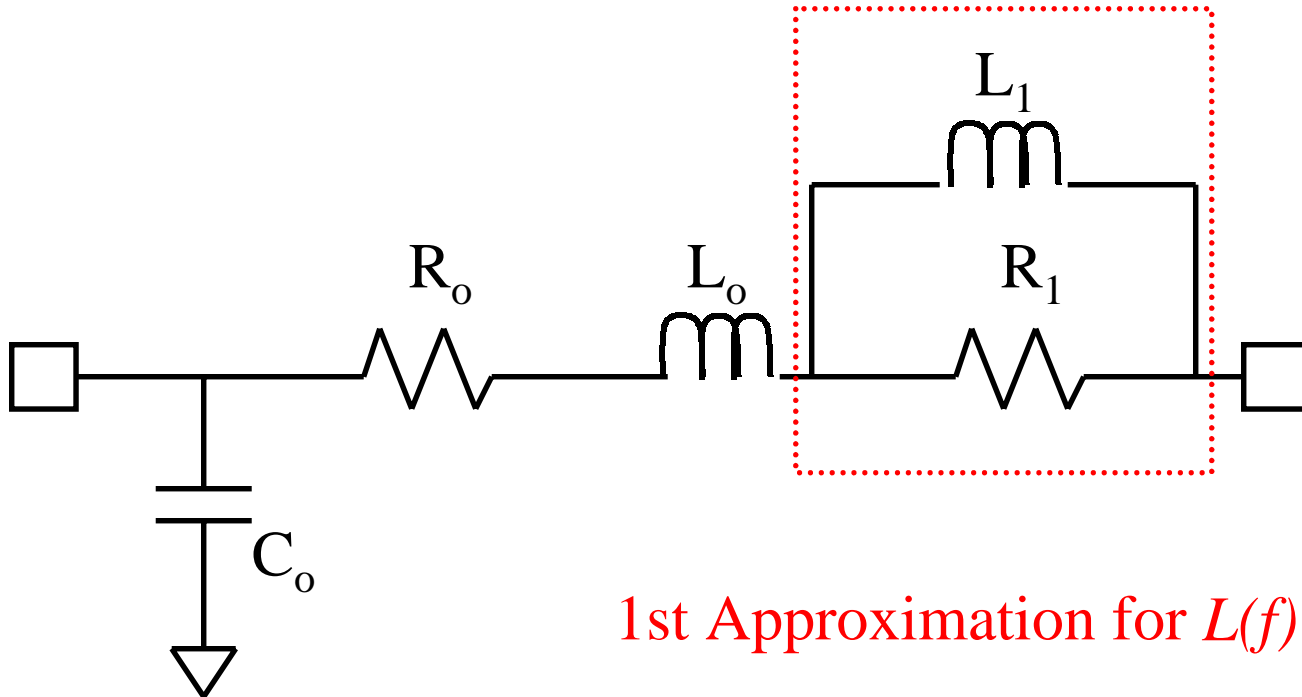 L₁
Rₒ
Lₒ
R₁
Cₒ
1st Approximation for L(f)